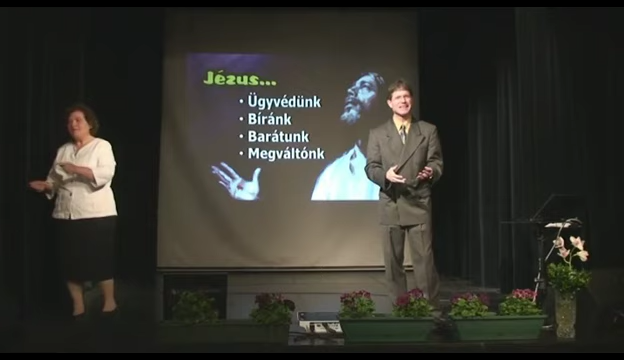 Jézus...
• Ügyvédünk
• Bíránk
• Barátunk
• Megváltónk